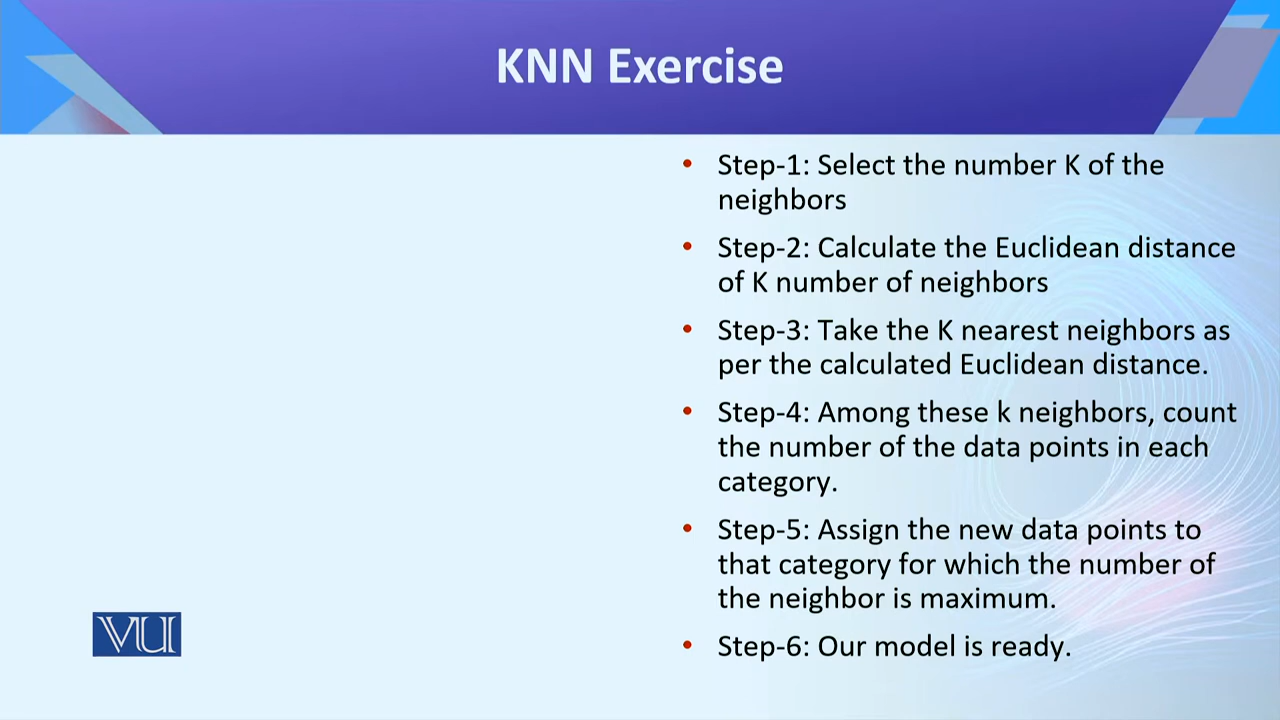 KNN Exercise
• Step-1: Select the number K of the
neighbors
• Step-2: Calculate the Euclidean distance
of K number of neighbors
• Step-3: Take the K nearest neighbors as
per the calculated Euclidean distance.
• Step-4: Among these k neighbors, count
the number of the data points in each
category.
• Step-5: Assign the new data points to
that category for which the number of
the neighbor is maximum.
• Step-6: Our model is ready.
VU